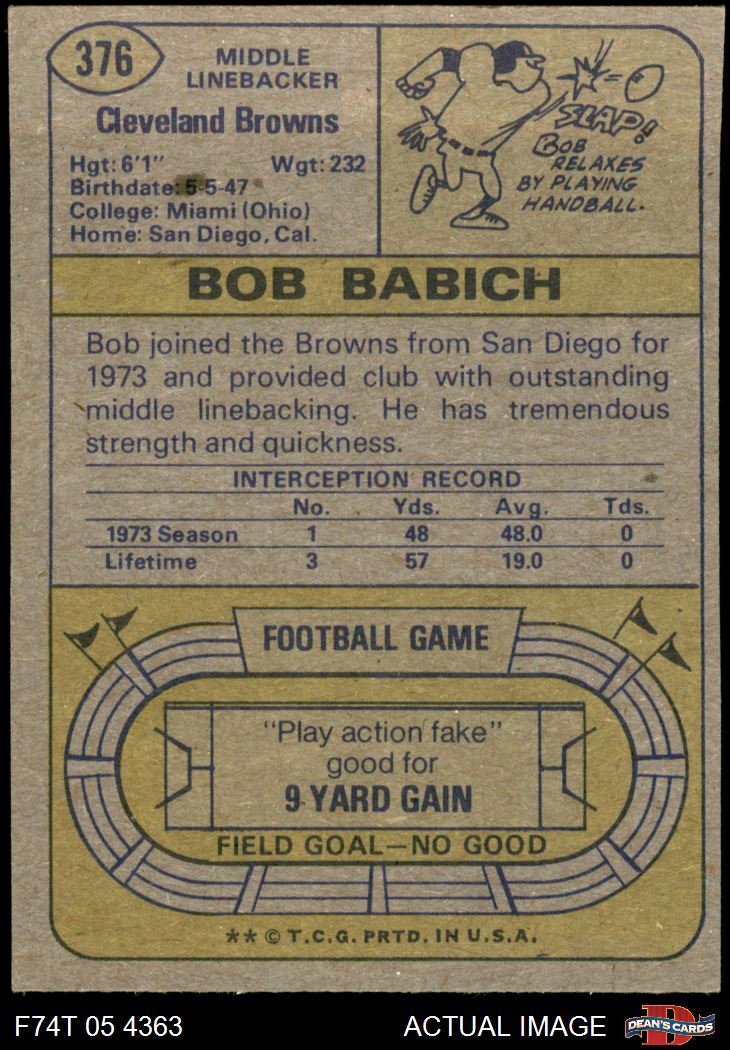 376
MIDDLE
LINEBACKER
Cleveland Browns
Hgt: 6'1" Wgt: 232
Birthdate: 5-5-47
College: Miami (Ohio)
Home: San Diego, Cal.
SLAP!
BOB
RELAXES
BY PLAYING
HANDBALL.
BOB BABICH
Bob joined the Browns from San Diego for
1973 and provided club with outstanding
middle linebacking. He has tremendous
strength and quickness.
INTERCEPTION RECORD
No. Yds. Avg. Tds.
1973 Season 1 48 48.0 0
Lifetime 3 57 19.0 0
FOOTBALL GAME
"Play action fake"
good for
9 YARD GAIN
FIELD GOAL—NO GOOD
** © T.C.G. PRTD. IN U.S.A.
F74T 05 4363 ACTUAL IMAGE
D
DEAN'S CARDS